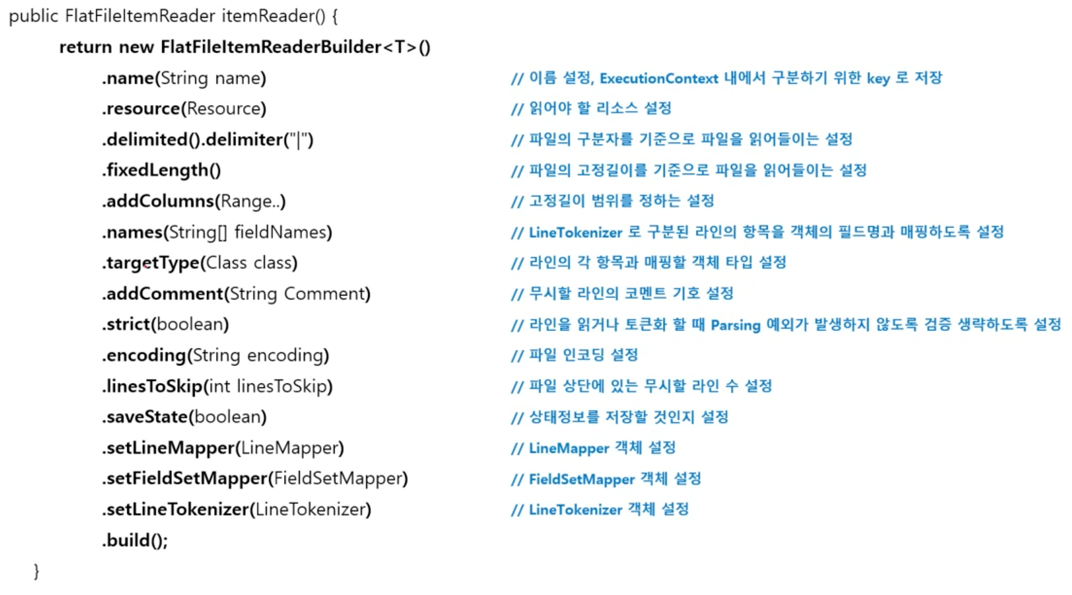 public FlatFileItemReader itemReader() {
return new FlatFileItemReaderBuilder<T>()
.name(String name) // 이름 설정, ExecutionContext 내에서 구분하기 위한 key 로 저장
.resource(Resource) // 읽어야 할 리소스 설정
.delimited().delimiter("|") // 파일의 구분자를 기준으로 파일을 읽어들이는 설정
.fixedLength() // 파일의 고정길이를 기준으로 파일을 읽어들이는 설정
.addColumns(Range..) // 고정길이 범위를 정하는 설정
.names(String[] fieldNames) // LineTokenizer 로 구분된 라인의 항목을 객체의 필드명과 매핑하도록 설정
.targetType(Class class) // 라인의 각 항목과 매핑할 객체 타입 설정
.addComment(String Comment) // 무시할 라인의 코멘트 기호 설정
.strict(boolean) // 라인을 읽거나 토큰화 할 때 Parsing 예외가 발생하지 않도록 검증 생략하도록 설정
.encoding(String encoding) // 파일 인코딩 설정
.linesToSkip(int linesToSkip) // 파일 상단에 있는 무시할 라인 수 설정
.saveState(boolean) // 상태정보를 저장할 것인지 설정
.setLineMapper(LineMapper) // LineMapper 객체 설정
.setFieldSetMapper(FieldSetMapper) // FieldSetMapper 객체 설정
.setLineTokenizer(LineTokenizer) // LineTokenizer 객체 설정
.build();
}